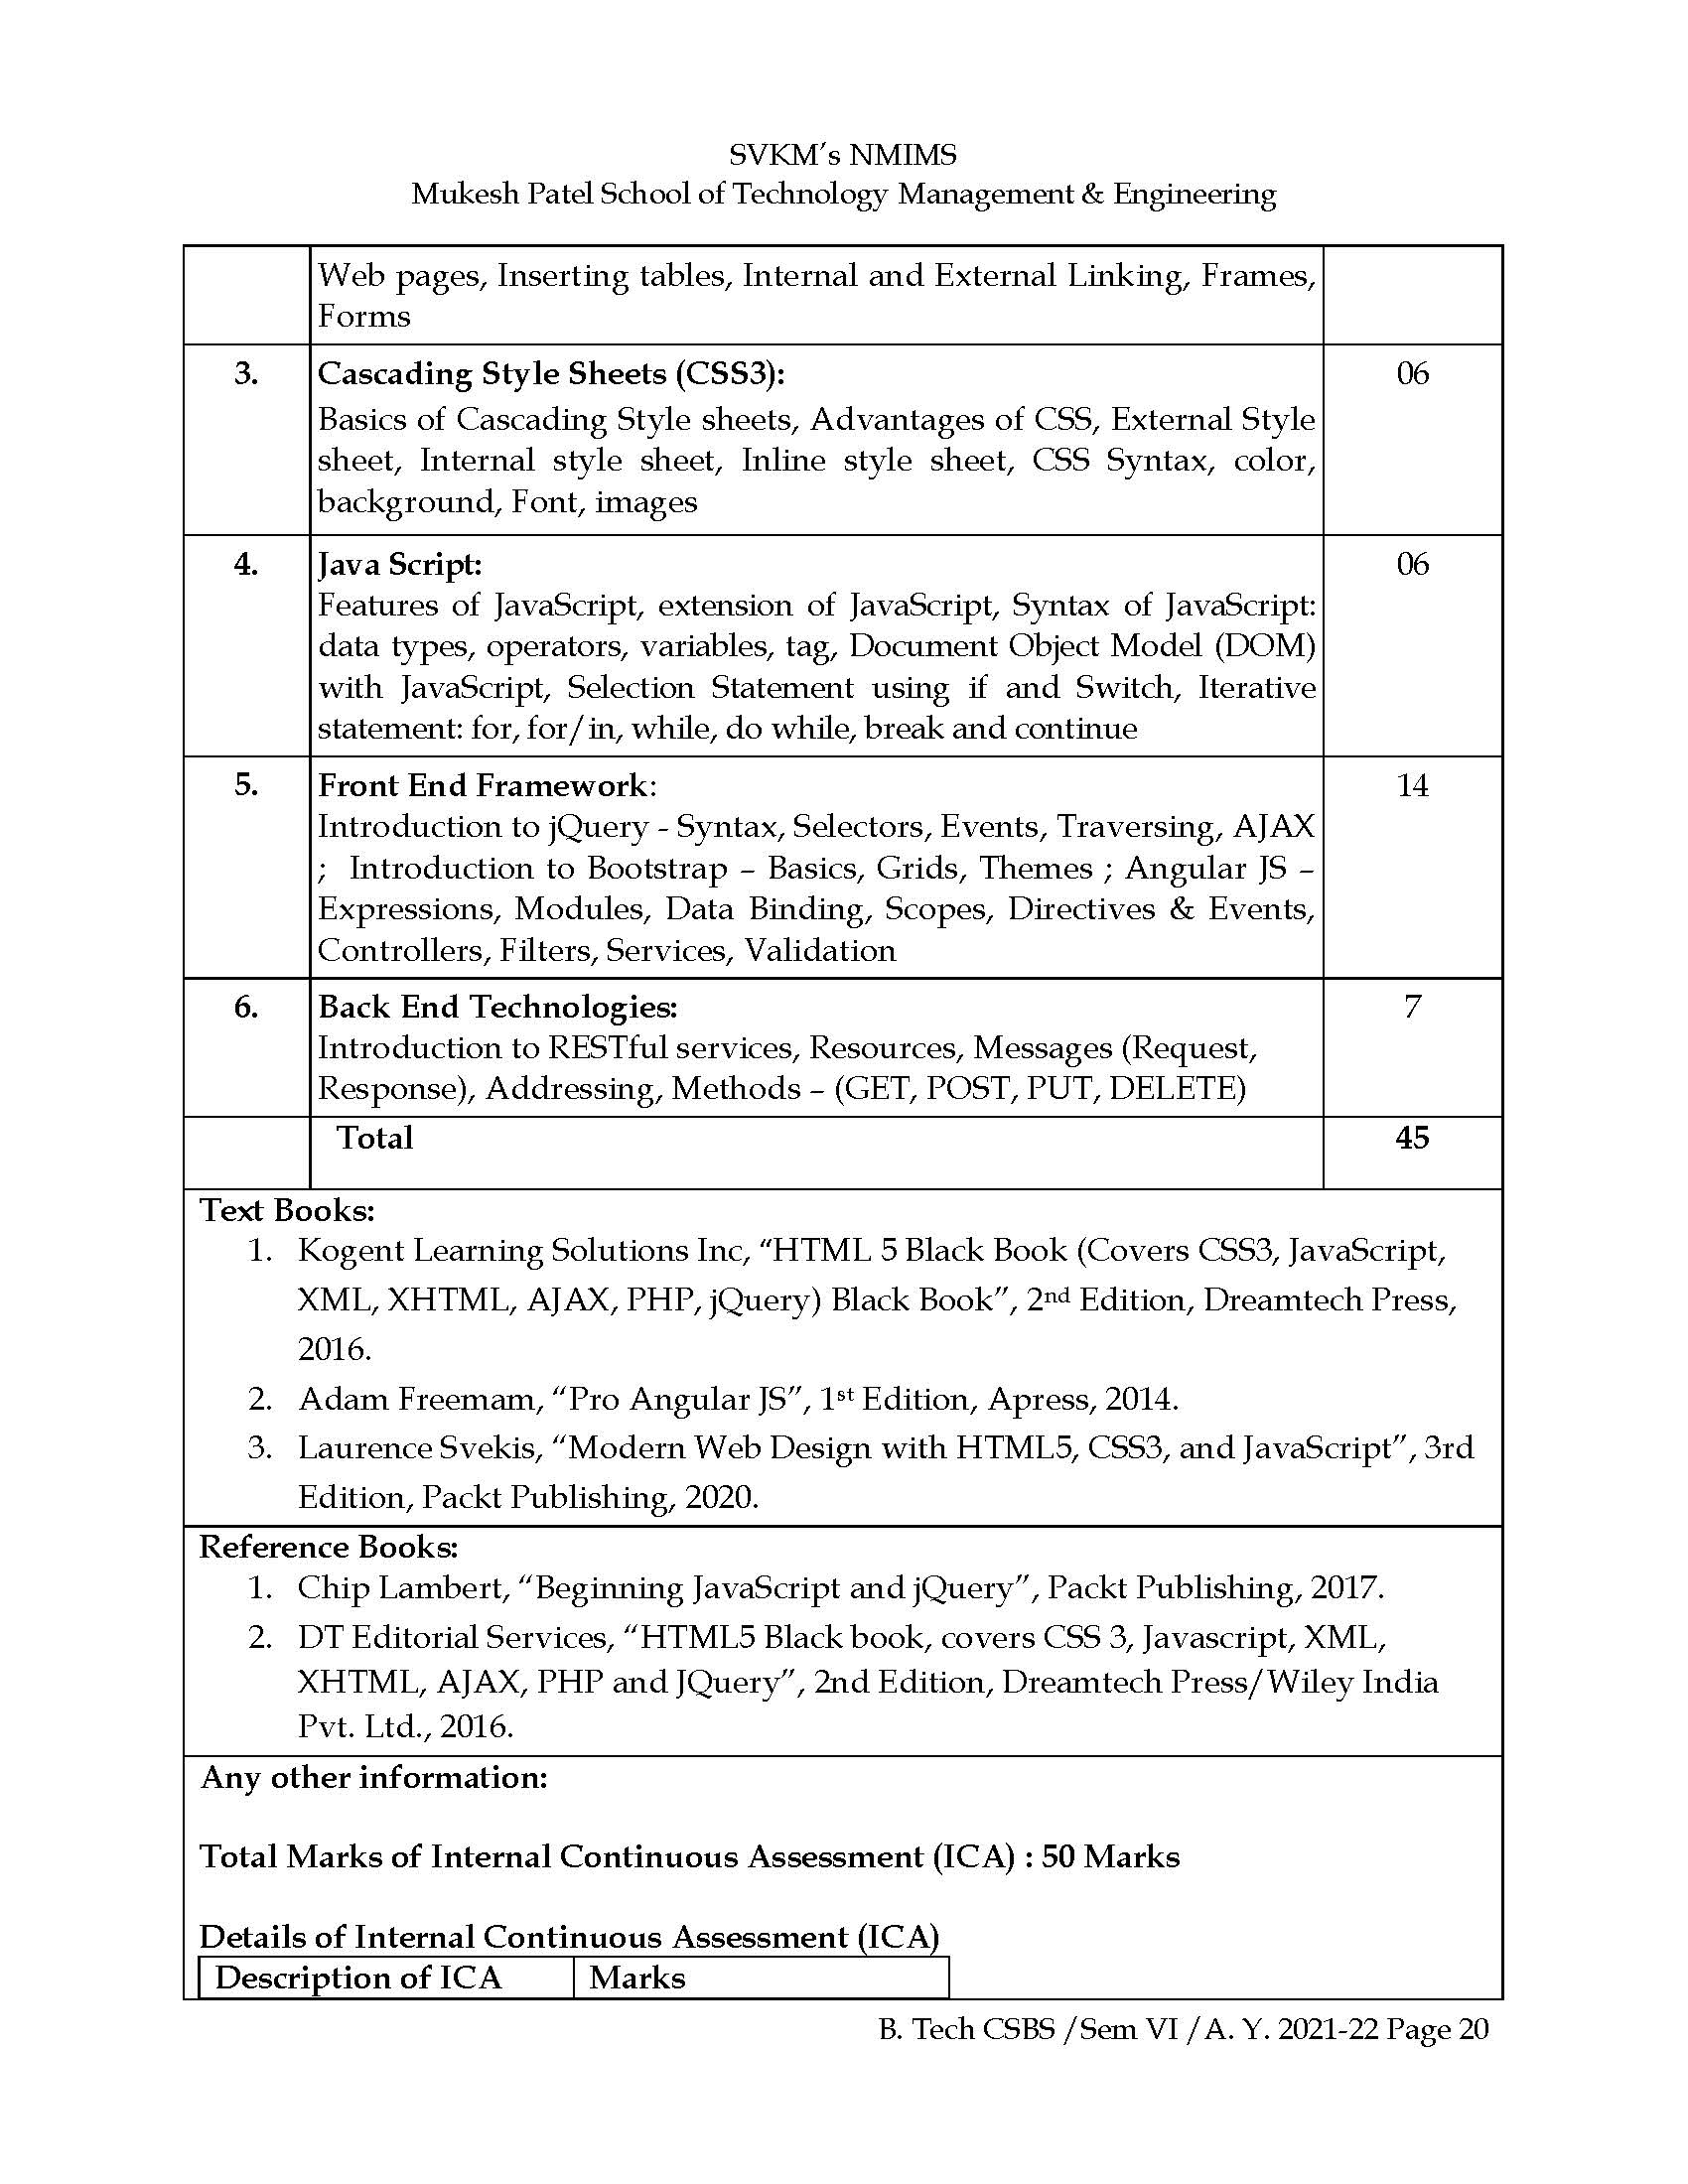 SVKM's NMIMS
Mukesh Patel School of Technology Management & Engineering
Web pages, Inserting tables, Internal and External Linking, Frames,
Forms
3. Cascading Style Sheets (CSS3): 06
Basics of Cascading Style sheets, Advantages of CSS, External Style
sheet, Internal style sheet, Inline style sheet, CSS Syntax, color,
background, Font, images
4. Java Script: 06
Features of JavaScript, extension of JavaScript, Syntax of JavaScript:
data types, operators, variables, tag, Document Object Model (DOM)
with JavaScript, Selection Statement using if and Switch, Iterative
statement: for, for/in, while, do while, break and continue
5. Front End Framework: 14
Introduction to jQuery - Syntax, Selectors, Events, Traversing, AJAX
; Introduction to Bootstrap – Basics, Grids, Themes ; Angular JS –
Expressions, Modules, Data Binding, Scopes, Directives & Events,
Controllers, Filters, Services, Validation
6. Back End Technologies: 7
Introduction to RESTful services, Resources, Messages (Request,
Response), Addressing, Methods – (GET, POST, PUT, DELETE)
Total 45
Text Books:
1. Kogent Learning Solutions Inc, “HTML 5 Black Book (Covers CSS3, JavaScript,
XML, XHTML, AJAX, PHP, jQuery) Black Book”, 2nd Edition, Dreamtech Press,
2016.
2. Adam Freemam, “Pro Angular JS”, 1st Edition, Apress, 2014.
3. Laurence Svekis, “Modern Web Design with HTML5, CSS3, and JavaScript”, 3rd
Edition, Packt Publishing, 2020.
Reference Books:
1. Chip Lambert, “Beginning JavaScript and jQuery”, Packt Publishing, 2017.
2. DT Editorial Services, “HTML5 Black book, covers CSS 3, Javascript, XML,
XHTML, AJAX, PHP and JQuery”, 2nd Edition, Dreamtech Press/Wiley India
Pvt. Ltd., 2016.
Any other information:
Total Marks of Internal Continuous Assessment (ICA) : 50 Marks
Details of Internal Continuous Assessment (ICA)
Description of ICA Marks
B. Tech CSBS /Sem VI /A. Y. 2021-22 Page 20